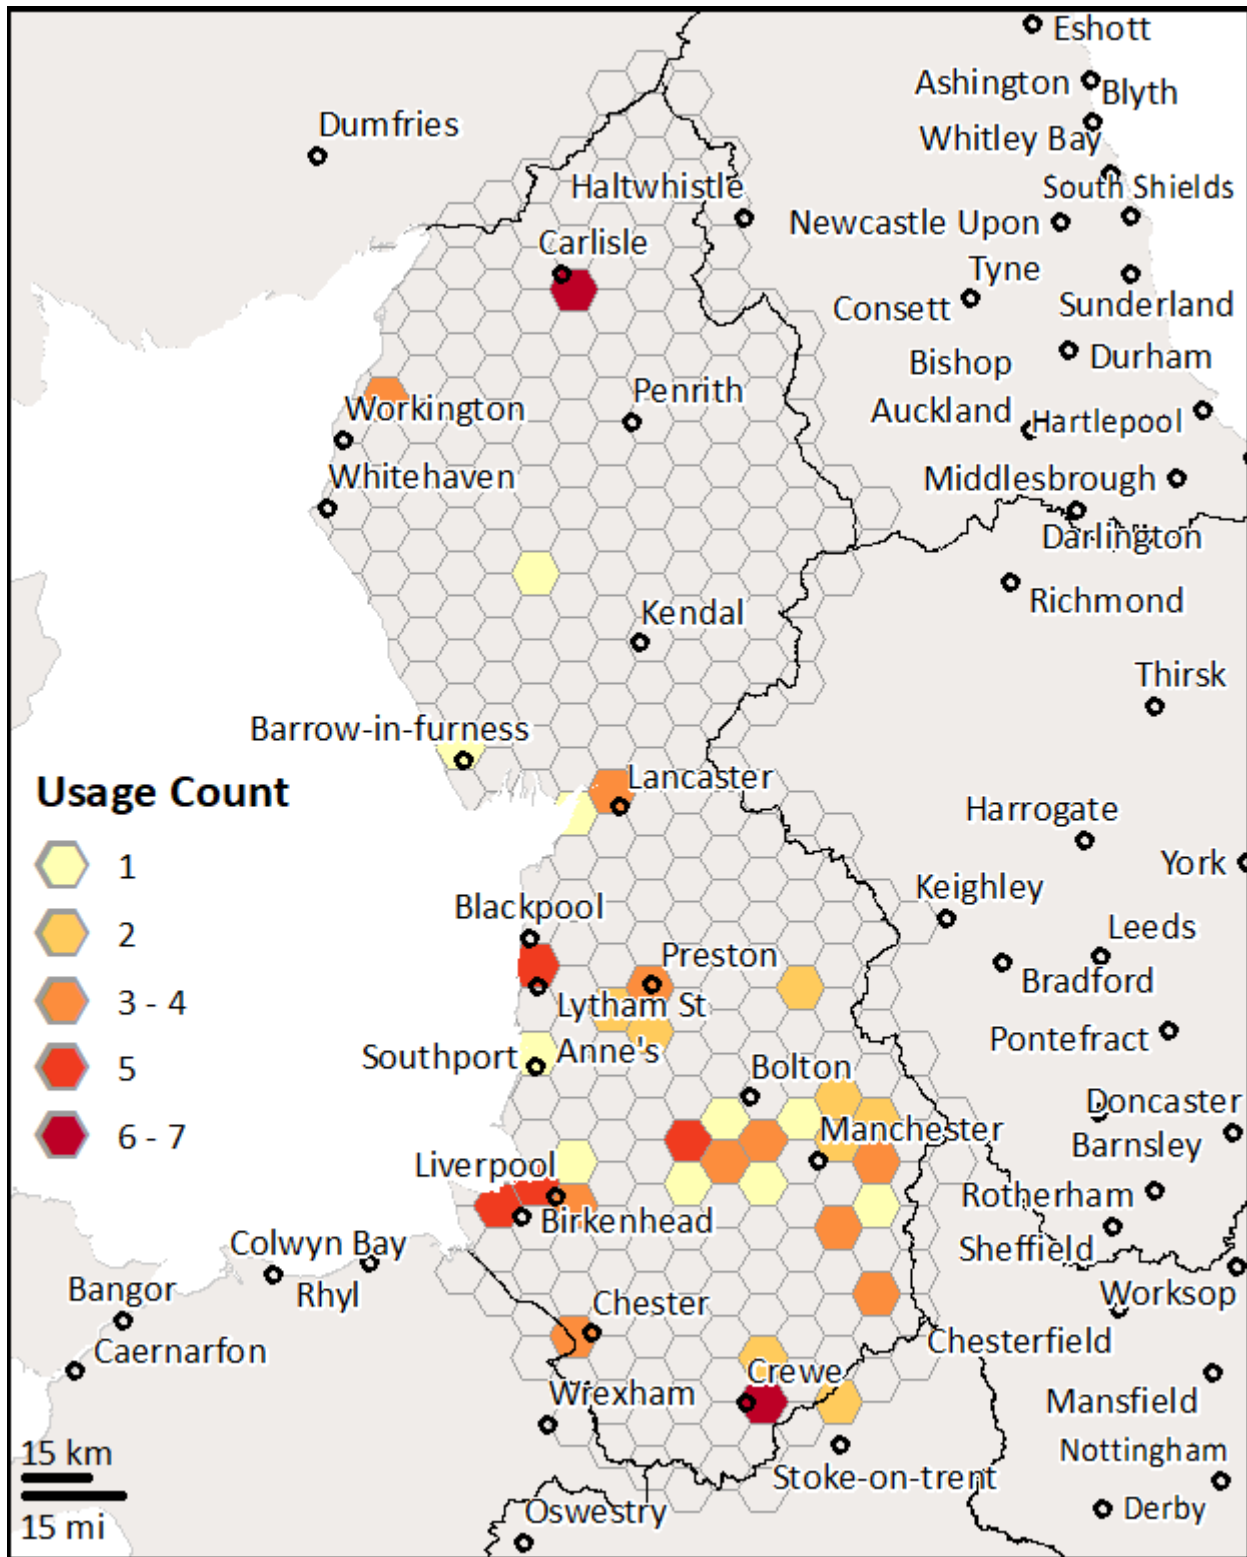 Eshott
Ashington
Blyth
Dumfries
Whitley Bay
Haltwhistle
South Shields
Newcastle Upon
Tyne
Carlisle
Consett
Sunderland
Bishop
Auckland
Durham
Penrith
Workington
Hartlepool
Whitehaven
Middlesbrough
Darlington
Kendal
Richmond
Thirsk
Barrow-in-furness
Lancaster
Usage Count
1
2
3 - 4
5
6 - 7
Harrogate
York
Keighley
Blackpool
Leeds
Preston
Bradford
Lytham St
Anne's
Pontefract
Southport
Bolton
Doncaster
Manchester
Barnsley
Liverpool
Rotherham
Birkenhead
Sheffield
Colwyn Bay
Bangor
Rhyl
Worksop
Chester
Chesterfield
Caernarfon
Crewe
Wrexham
Mansfield
15 km
Nottingham
Stoke-on-trent
15 mi
Oswestry
Derby